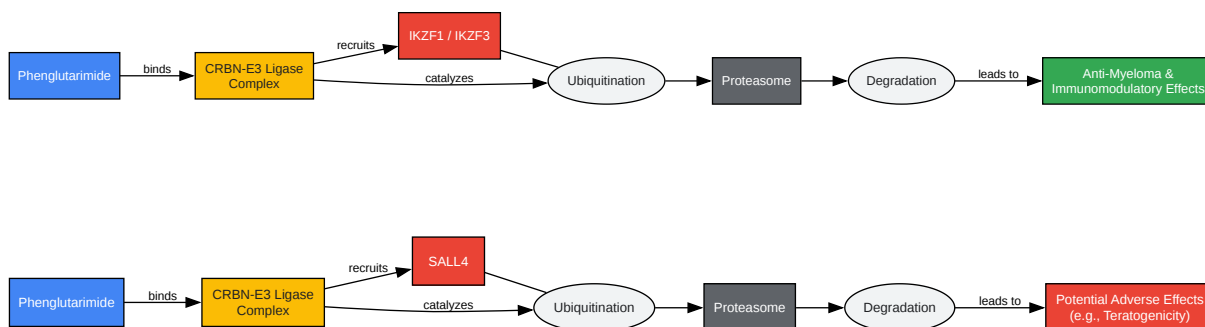 Phenglutarimide
binds
CRBN-E3 Ligase
Complex
recruits
IKZF1 / IKZF3
catalyzes
Ubiquitination
Proteasome
Degradation
leads to
Anti-Myeloma &
Immunomodulatory Effects
Phenglutarimide
binds
CRBN-E3 Ligase
Complex
recruits
SALL4
catalyzes
Ubiquitination
Proteasome
Degradation
leads to
Potential Adverse Effects
(e.g., Teratogenicity)